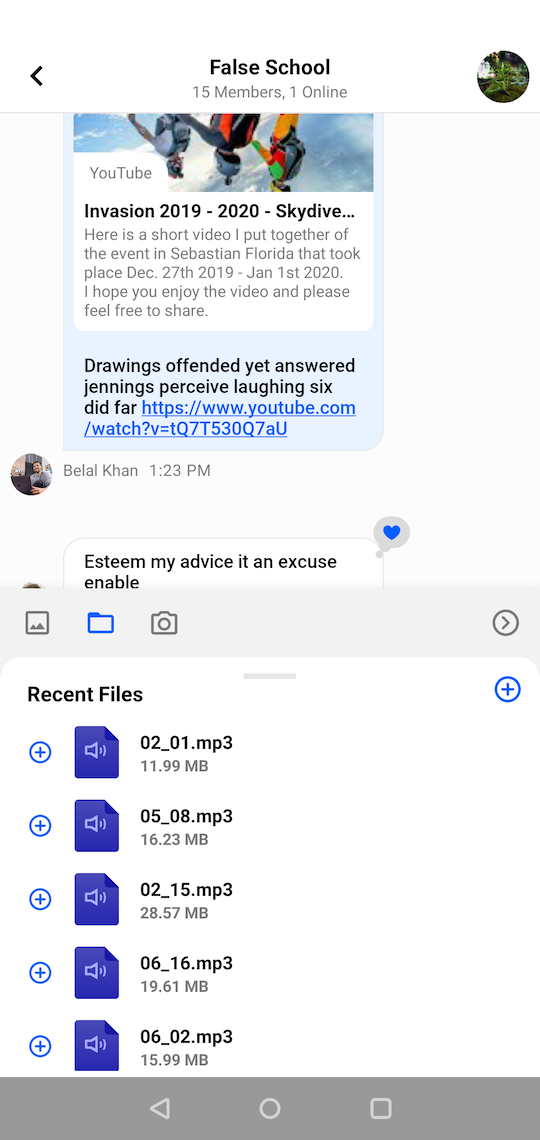 False School
15 Members, 1 Online
YouTube
Invasion 2019 - 2020 - Skydive...
Here is a short video I put together of
the event in Sebastian Florida that took
place Dec. 27th 2019 - Jan 1st 2020.
I hope you enjoy the video and please
feel free to share.
Drawings offended yet answered
jennings perceive laughing six
did far https://www.youtube.com
/watch?v=tQ7T530Q7aU
Belal Khan 1:23 PM
Esteem my advice it an excuse
enable
Recent Files
02_01.mp3
11.99 MB
05_08.mp3
16.23 MB
02_15.mp3
28.57 MB
06_16.mp3
19.61 MB
06_02.mp3
15.99 MB